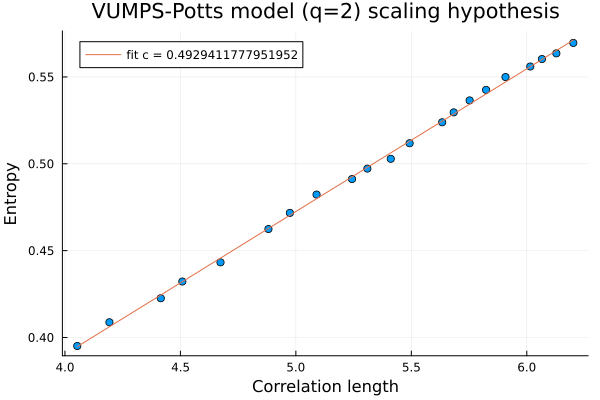 VUMPS-Potts model (q=2) scaling hypothesis
fit c = 0.4929411777951952
Entropy
0.55
0.50
0.45
0.40
4.0 4.5 5.0 5.5 6.0
Correlation length